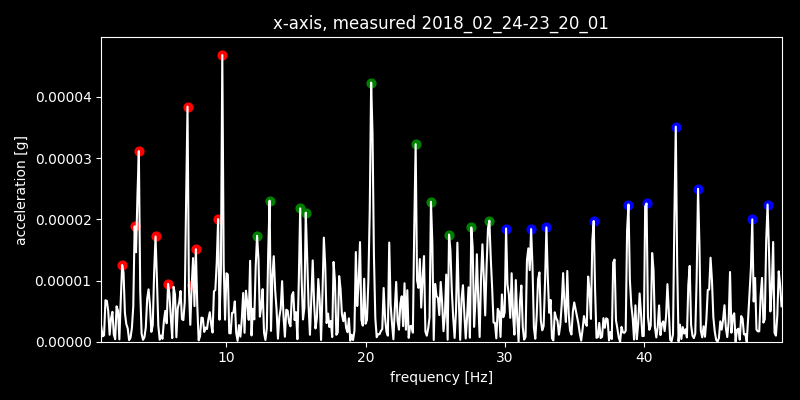 x-axis, measured 2018_02_24-23_20_01
acceleration [g]
0.00004
0.00003
0.00002
0.00001
0.00000
10 20 30 40
frequency [Hz]